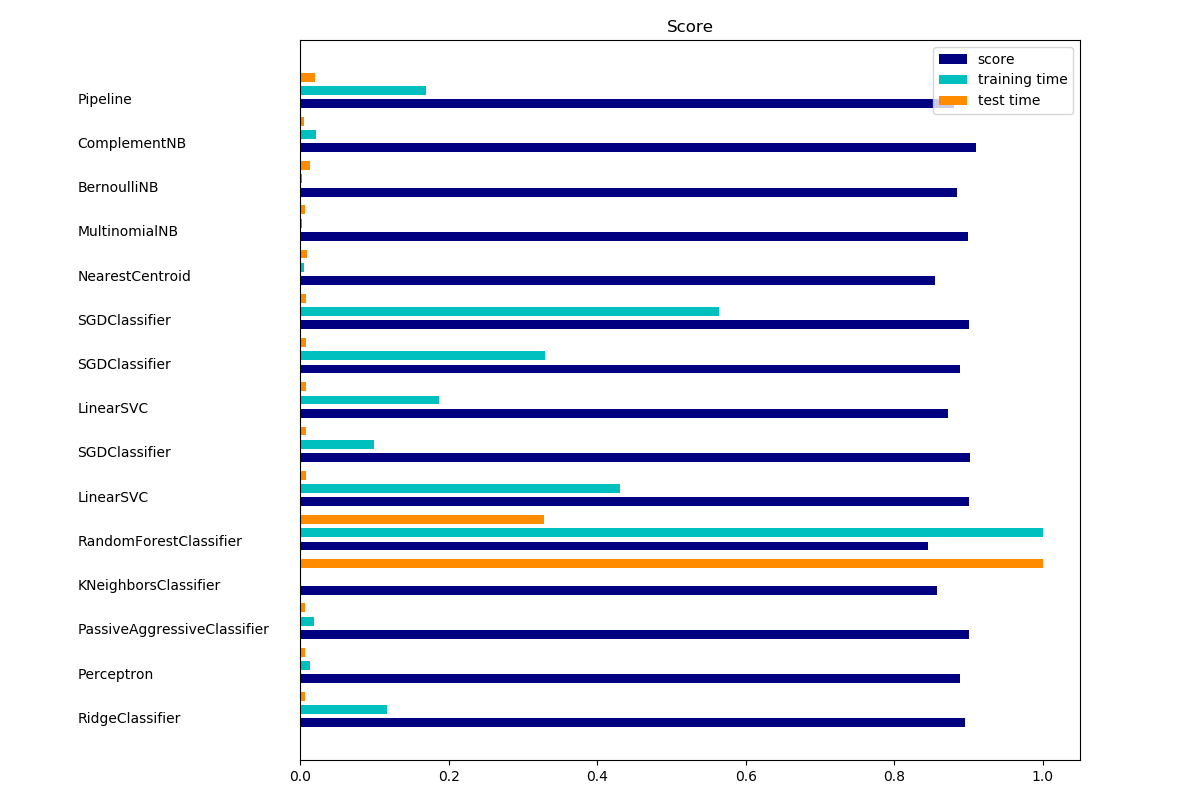 Score
score
training time
test time
Pipeline
ComplementNB
BernoulliNB
MultinomialNB
NearestCentroid
SGDClassifier
SGDClassifier
LinearSVC
SGDClassifier
LinearSVC
RandomForestClassifier
KNeighborsClassifier
PassiveAggressiveClassifier
Perceptron
RidgeClassifier
0.0 0.2 0.4 0.6 0.8 1.0